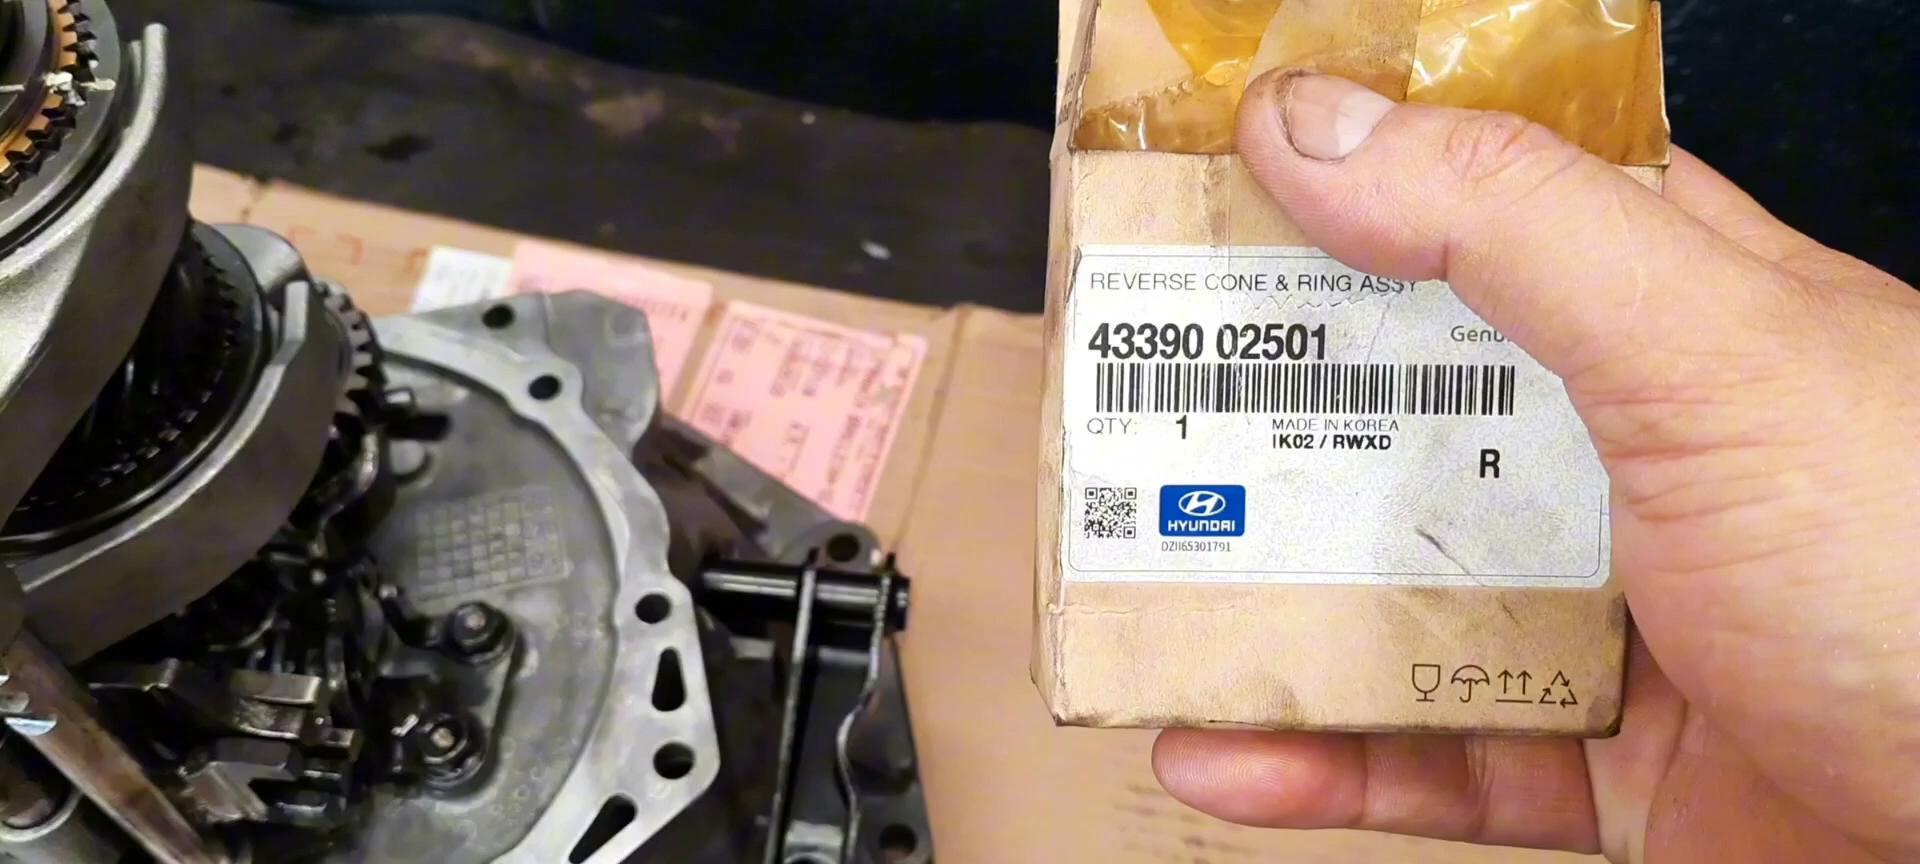 REVERSE CONE & RING ASSY
43390 02501
QTY: 1
MADE IN KOREA
IK02 / RWXD
R
HYUNDAI
DZII65301791